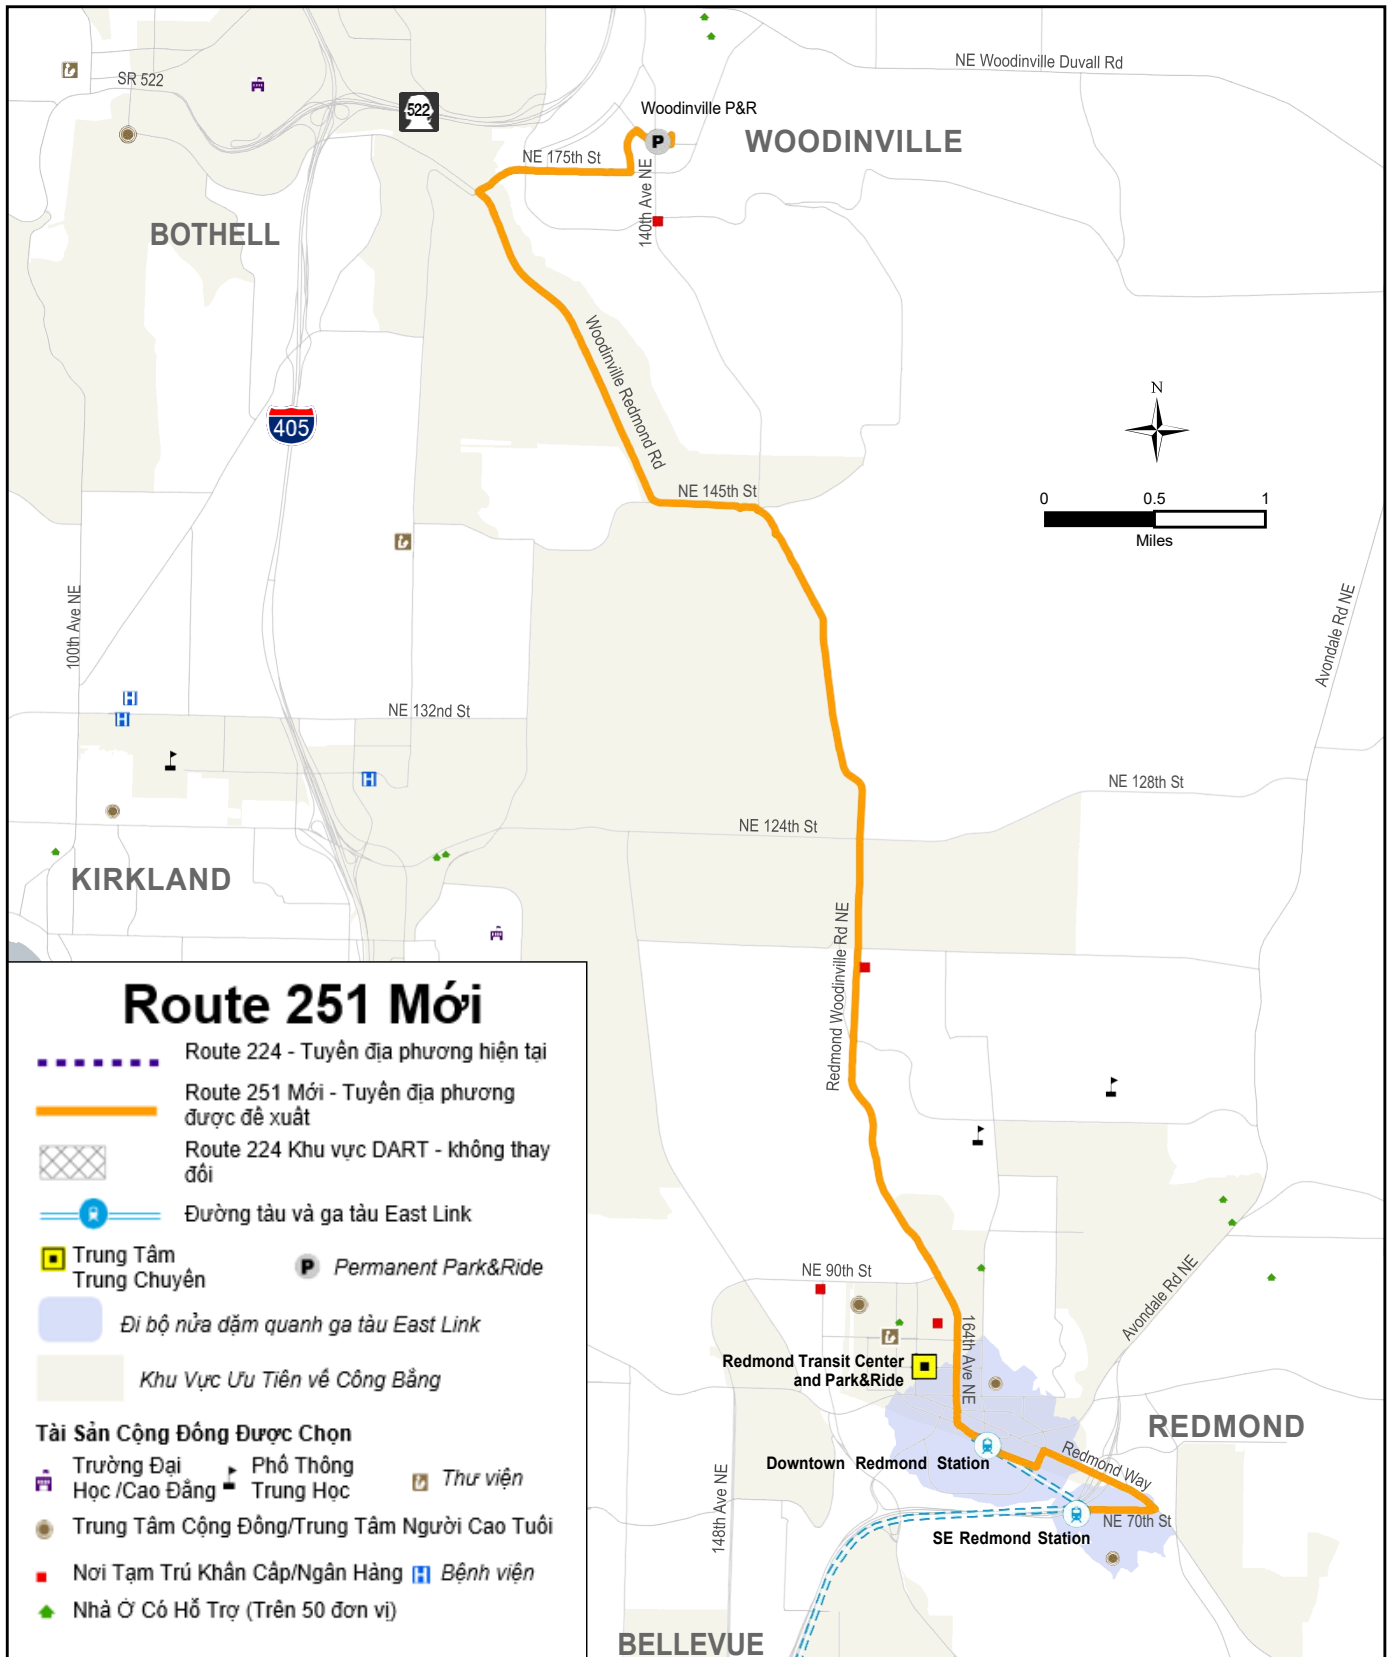 NE Woodinville Duvall Rd
SR 522
522
Woodinville P&R
P
WOODINVILLE
NE 175th St
140th Ave NE
BOTHELL
Woodinville Redmond Rd
405
N
NE 145th St
0 0.5 1
Miles
100th Ave NE
Avondale Rd NE
H
H
NE 132nd St
H
NE 128th St
NE 124th St
KIRKLAND
Redmond Woodinville Rd NE
NE 90th St
Avondale Rd NE
164th Ave NE
Redmond Transit Center
and Park&Ride
REDMOND
Redmond Way
Downtown Redmond Station
148th Ave NE
NE 70th St
SE Redmond Station
BELLEVUE
Route 251 Mới
Route 224 - Tuyến địa phương hiện tại
Route 251 Mới - Tuyến địa phương
được đề xuất
Route 224 Khu vực DART - không thay
đổi
Đường tàu và ga tàu East Link
Trung Tâm
Trung Chuyển
P Permanent Park&Ride
Đi bộ nửa dặm quanh ga tàu East Link
Khu Vực Ưu Tiên về Công Bằng
Tài Sản Cộng Đồng Được Chọn
Trường Đại
Học /Cao Đẳng
Phổ Thông
Trung Học
Thư viện
Trung Tâm Cộng Đồng/Trung Tâm Người Cao Tuổi
Nơi Tạm Trú Khẩn Cấp/Ngân Hàng
H Bệnh viện
Nhà Ở Có Hỗ Trợ (Trên 50 đơn vị)